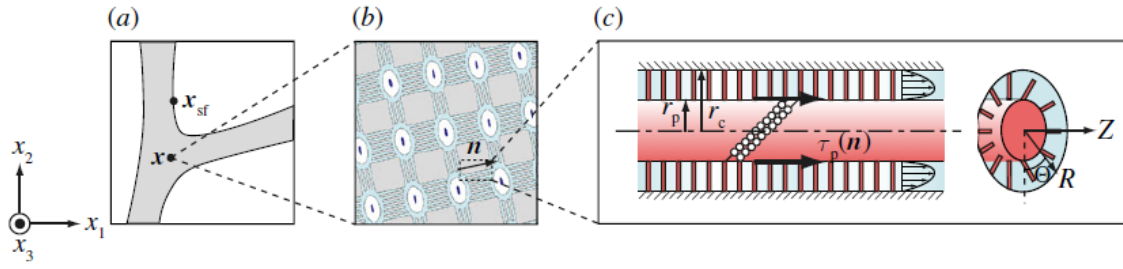 (a)
(b)
(c)
x_sf
x
n
r_p
r_c
τ_p(n)
Z
R
Θ
x_2
x_1
x_3